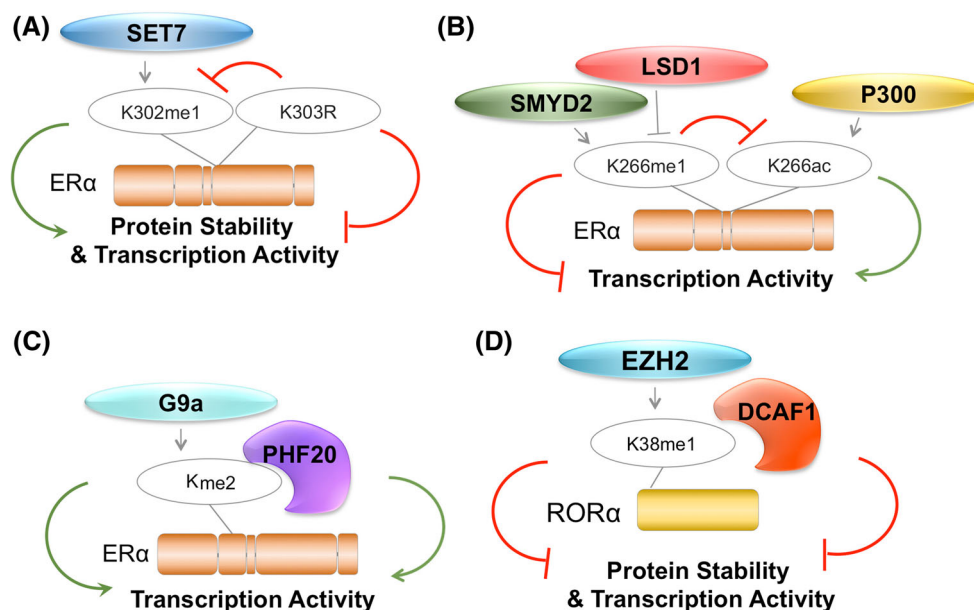 (A)
SET7
K302me1
K303R
ERα
Protein Stability
& Transcription Activity
(B)
LSD1
SMYD2
P300
K266me1
K266ac
ERα
Transcription Activity
(C)
G9a
PHF20
Kme2
ERα
Transcription Activity
(D)
EZH2
DCAF1
K38me1
RORα
Protein Stability
& Transcription Activity